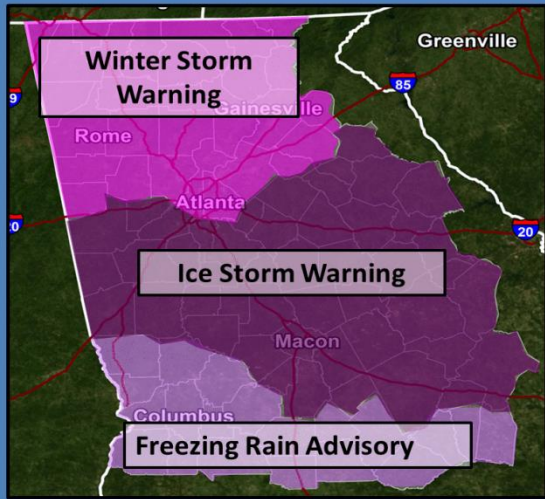 Winter Storm
Warning
Greenville
85
Gainesville
Rome
Atlanta
20
Ice Storm Warning
Macon
Columbus
Freezing Rain Advisory